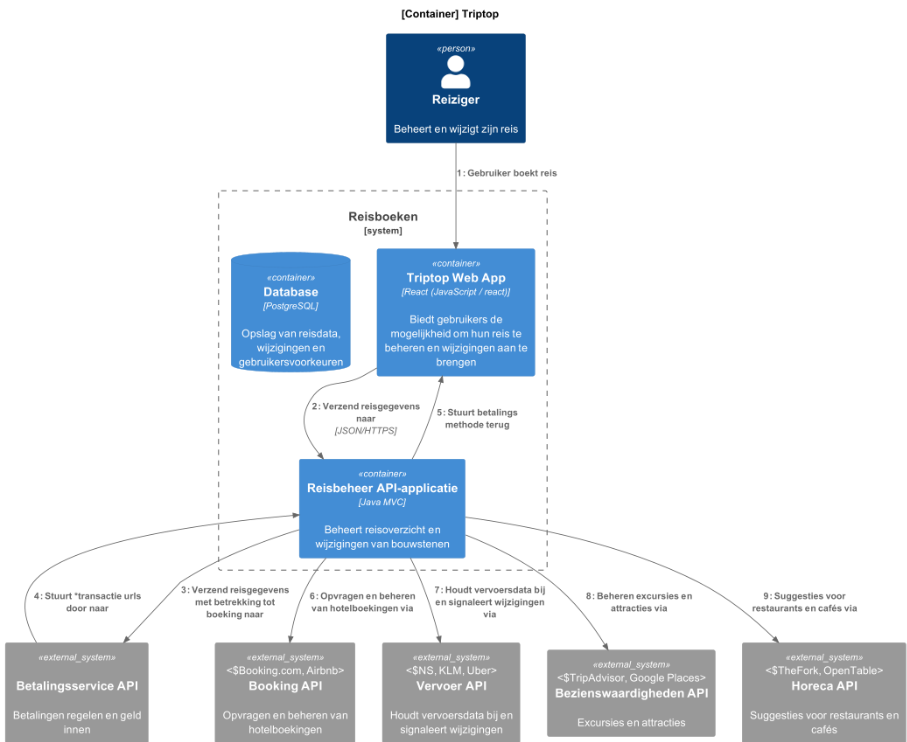 [Container] Triptop
«person»
Reiziger
Beheert en wijzigt zijn reis
1: Gebruiker boekt reis
Reisboeken
[system]
«container»
Database
[PostgreSQL]
Opslag van reisdata,
wijzigingen en
gebruikersvoorkeuren
«container»
Triptop Web App
[React (JavaScript / react)]
Biedt gebruikers de
mogelijkheid om hun reis te
beheren en wijzigingen aan te
brengen
2: Verzend reisgegevens
naar
[JSON/HTTPS]
5: Stuurt betalings
methode terug
«container»
Reisbeheer API-applicatie
[Java MVC]
Beheert reisoverzicht en
wijzigingen van bouwstenen
4: Stuurt *transactie urls
door naar
3: Verzend reisgegevens
met betrekking tot
boeking naar
6: Opvragen en beheren
van hotelboekingen via
7: Houdt vervoersdata bij
en signaleert wijzigingen
via
8: Beheren excursies en
attracties via
9: Suggesties voor
restaurants en cafés via
«external_system»
Betalingsservice API
Betalingen regelen en geld
innen
«external_system»
<$Booking.com, Airbnb>
Booking API
Opvragen en beheren van
hotelboekingen
«external_system»
<$NS, KLM, Uber>
Vervoer API
Houdt vervoersdata bij en
signaleert wijzigingen
«external_system»
<$TripAdvisor, Google Places>
Bezienswaardigheden API
Excursies en attracties
«external_system»
<$TheFork, OpenTable>
Horeca API
Suggesties voor restaurants en
cafés